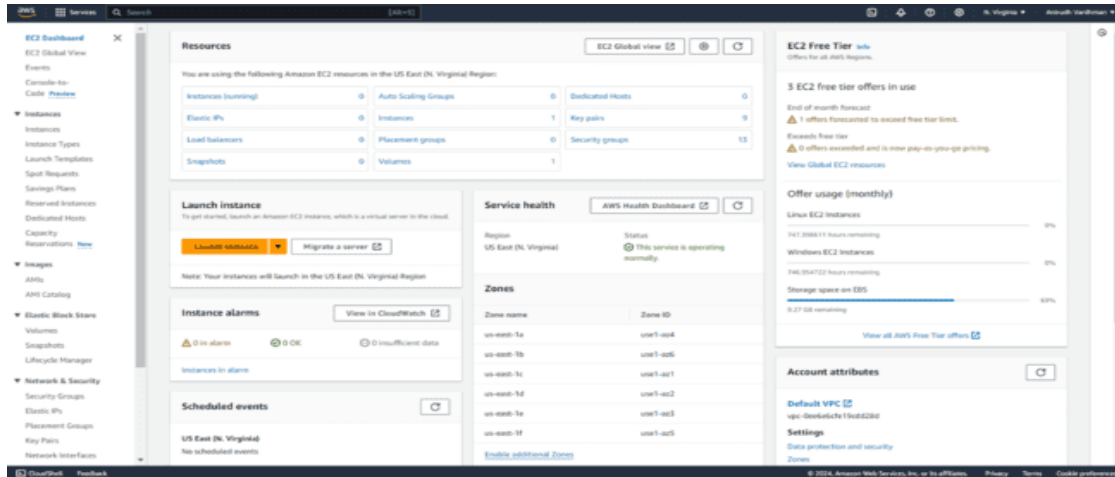 aws
Services
Search
[Alt+S]
N. Virginia
Anirudh Vardhman
EC2 Dashboard
EC2 Global View
Events
Console-to-
Code Preview
Instances
Instances
Instance Types
Launch Templates
Spot Requests
Savings Plans
Reserved Instances
Dedicated Hosts
Capacity
Reservations New
Images
AMIs
AMI Catalog
Elastic Block Store
Volumes
Snapshots
Lifecycle Manager
Network & Security
Security Groups
Elastic IPs
Placement Groups
Key Pairs
Network Interfaces
Resources
EC2 Global view
You are using the following Amazon EC2 resources in the US East (N. Virginia) Region:
Instances (running) 0 Auto Scaling Groups 0 Dedicated Hosts 0
Elastic IPs 0 Instances 1 Key pairs 9
Load balancers 0 Placement groups 0 Security groups 13
Snapshots 0 Volumes 1
Launch instance
To get started, launch an Amazon EC2 instance, which is a virtual server in the cloud.
Launch instance
Migrate a server
Note: Your instances will launch in the US East (N. Virginia) Region
Instance alarms
View in CloudWatch
0 in alarm 0 OK 0 insufficient data
Instances in alarm
Scheduled events
US East (N. Virginia)
No scheduled events
Service health
AWS Health Dashboard
Region Status
US East (N. Virginia) This service is operating
normally.
Zones
Zone name Zone ID
us-east-1a use1-az4
us-east-1b use1-az6
us-east-1c use1-az1
us-east-1d use1-az2
us-east-1e use1-az3
us-east-1f use1-az5
Enable additional Zones
EC2 Free Tier Info
Offers for all AWS Regions.
3 EC2 free tier offers in use
End of month forecast
1 offers forecasted to exceed free tier limit.
Exceeds free tier
0 offers exceeded and is now pay-as-you-go pricing.
View Global EC2 resources
Offer usage (monthly)
Linux EC2 Instances
0%
hours remaining
Windows EC2 Instances
0%
hours remaining
Storage space on EBS
69%
9.27 GB remaining
View all AWS Free Tier offers
Account attributes
Default VPC
Settings
Data protection and security
Zones
CloudShell Feedback
© 2024, Amazon Web Services, Inc. or its affiliates. Privacy Terms Cookie preferences